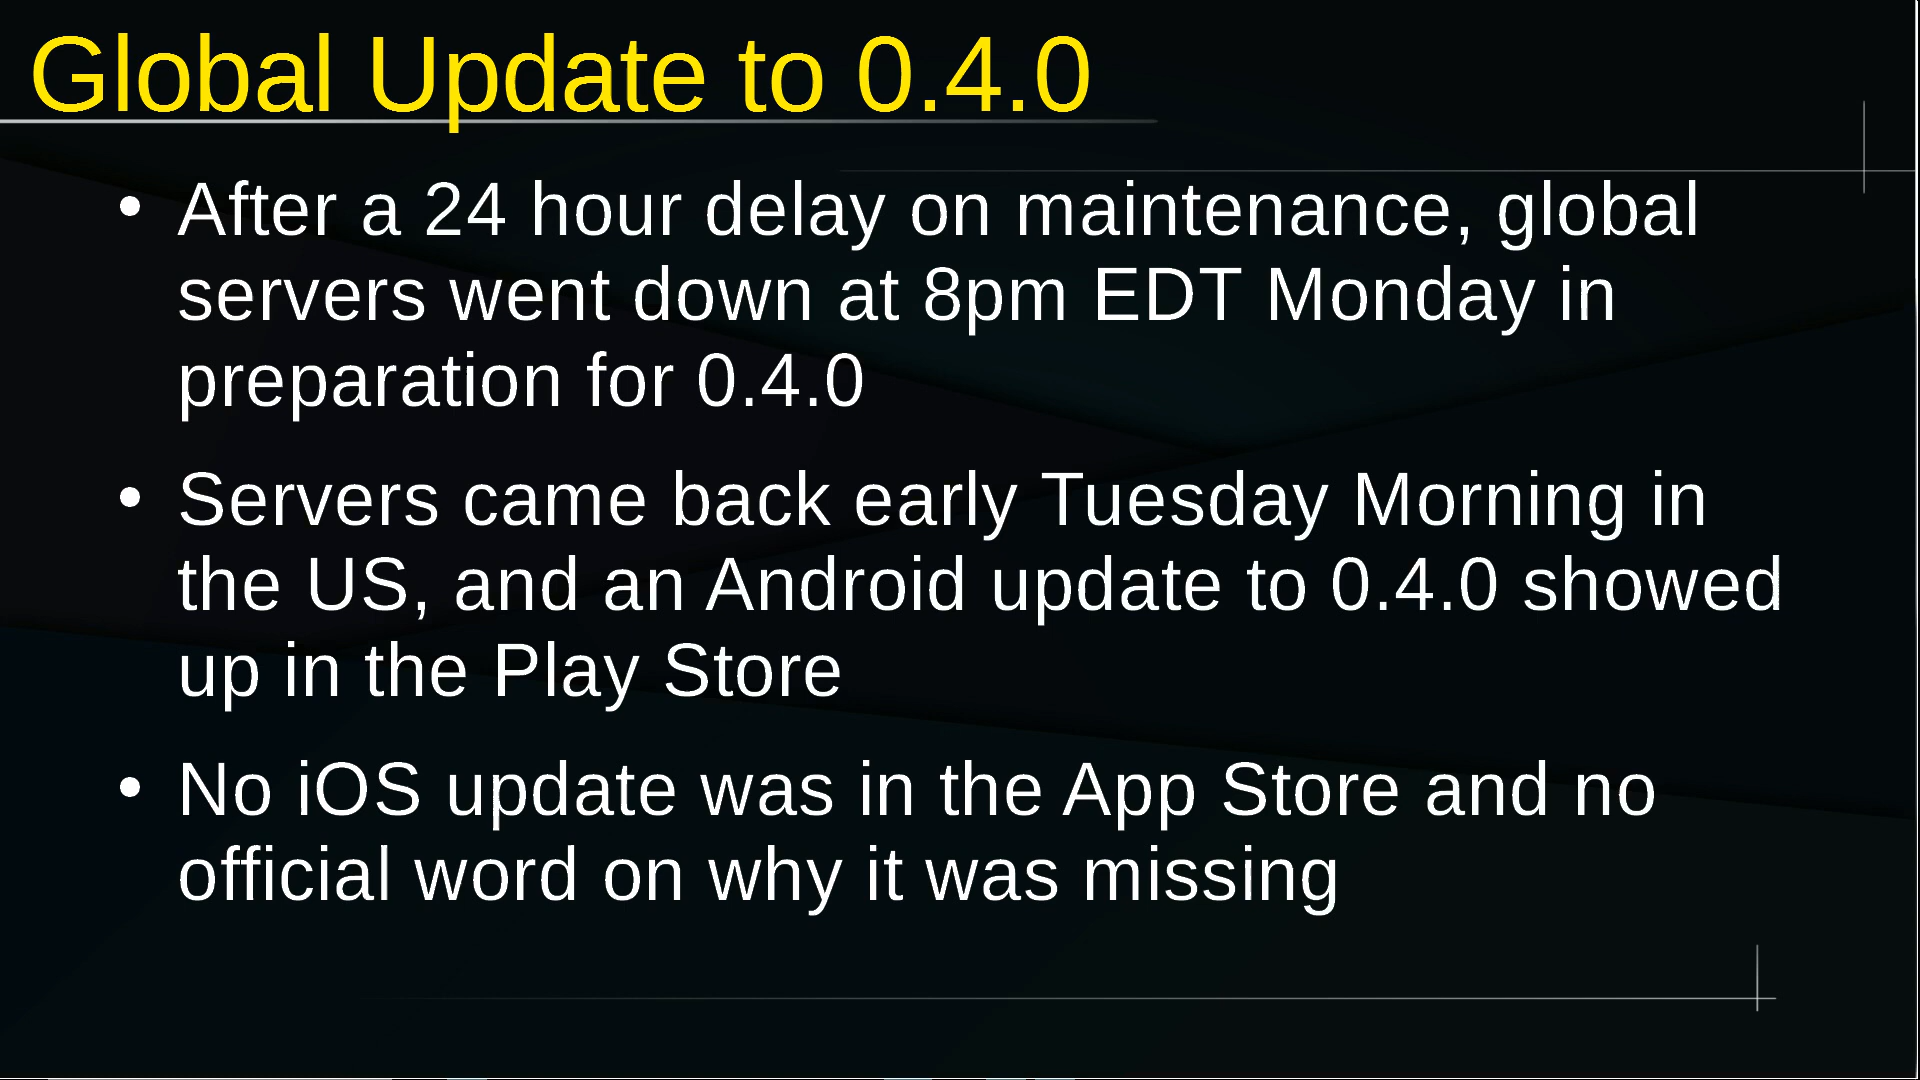 Global Update to 0.4.0
• After a 24 hour delay on maintenance, global
servers went down at 8pm EDT Monday in
preparation for 0.4.0
• Servers came back early Tuesday Morning in
the US, and an Android update to 0.4.0 showed
up in the Play Store
• No iOS update was in the App Store and no
official word on why it was missing